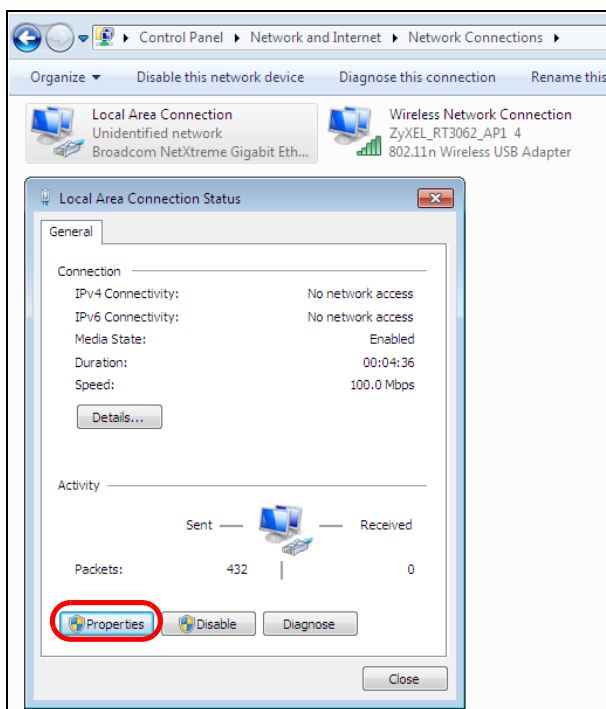 Control Panel ▸ Network and Internet ▸ Network Connections ▸
Organize Disable this network device Diagnose this connection Rename this
Local Area Connection
Unidentified network
Broadcom NetXtreme Gigabit Eth...
Wireless Network Connection
ZyXEL_RT3062_AP1 4
802.11n Wireless USB Adapter
Local Area Connection Status
General
Connection
IPv4 Connectivity: No network access
IPv6 Connectivity: No network access
Media State: Enabled
Duration: 00:04:36
Speed: 100.0 Mbps
Details...
Activity
Sent Received
Packets: 432 0
Properties Disable Diagnose
Close